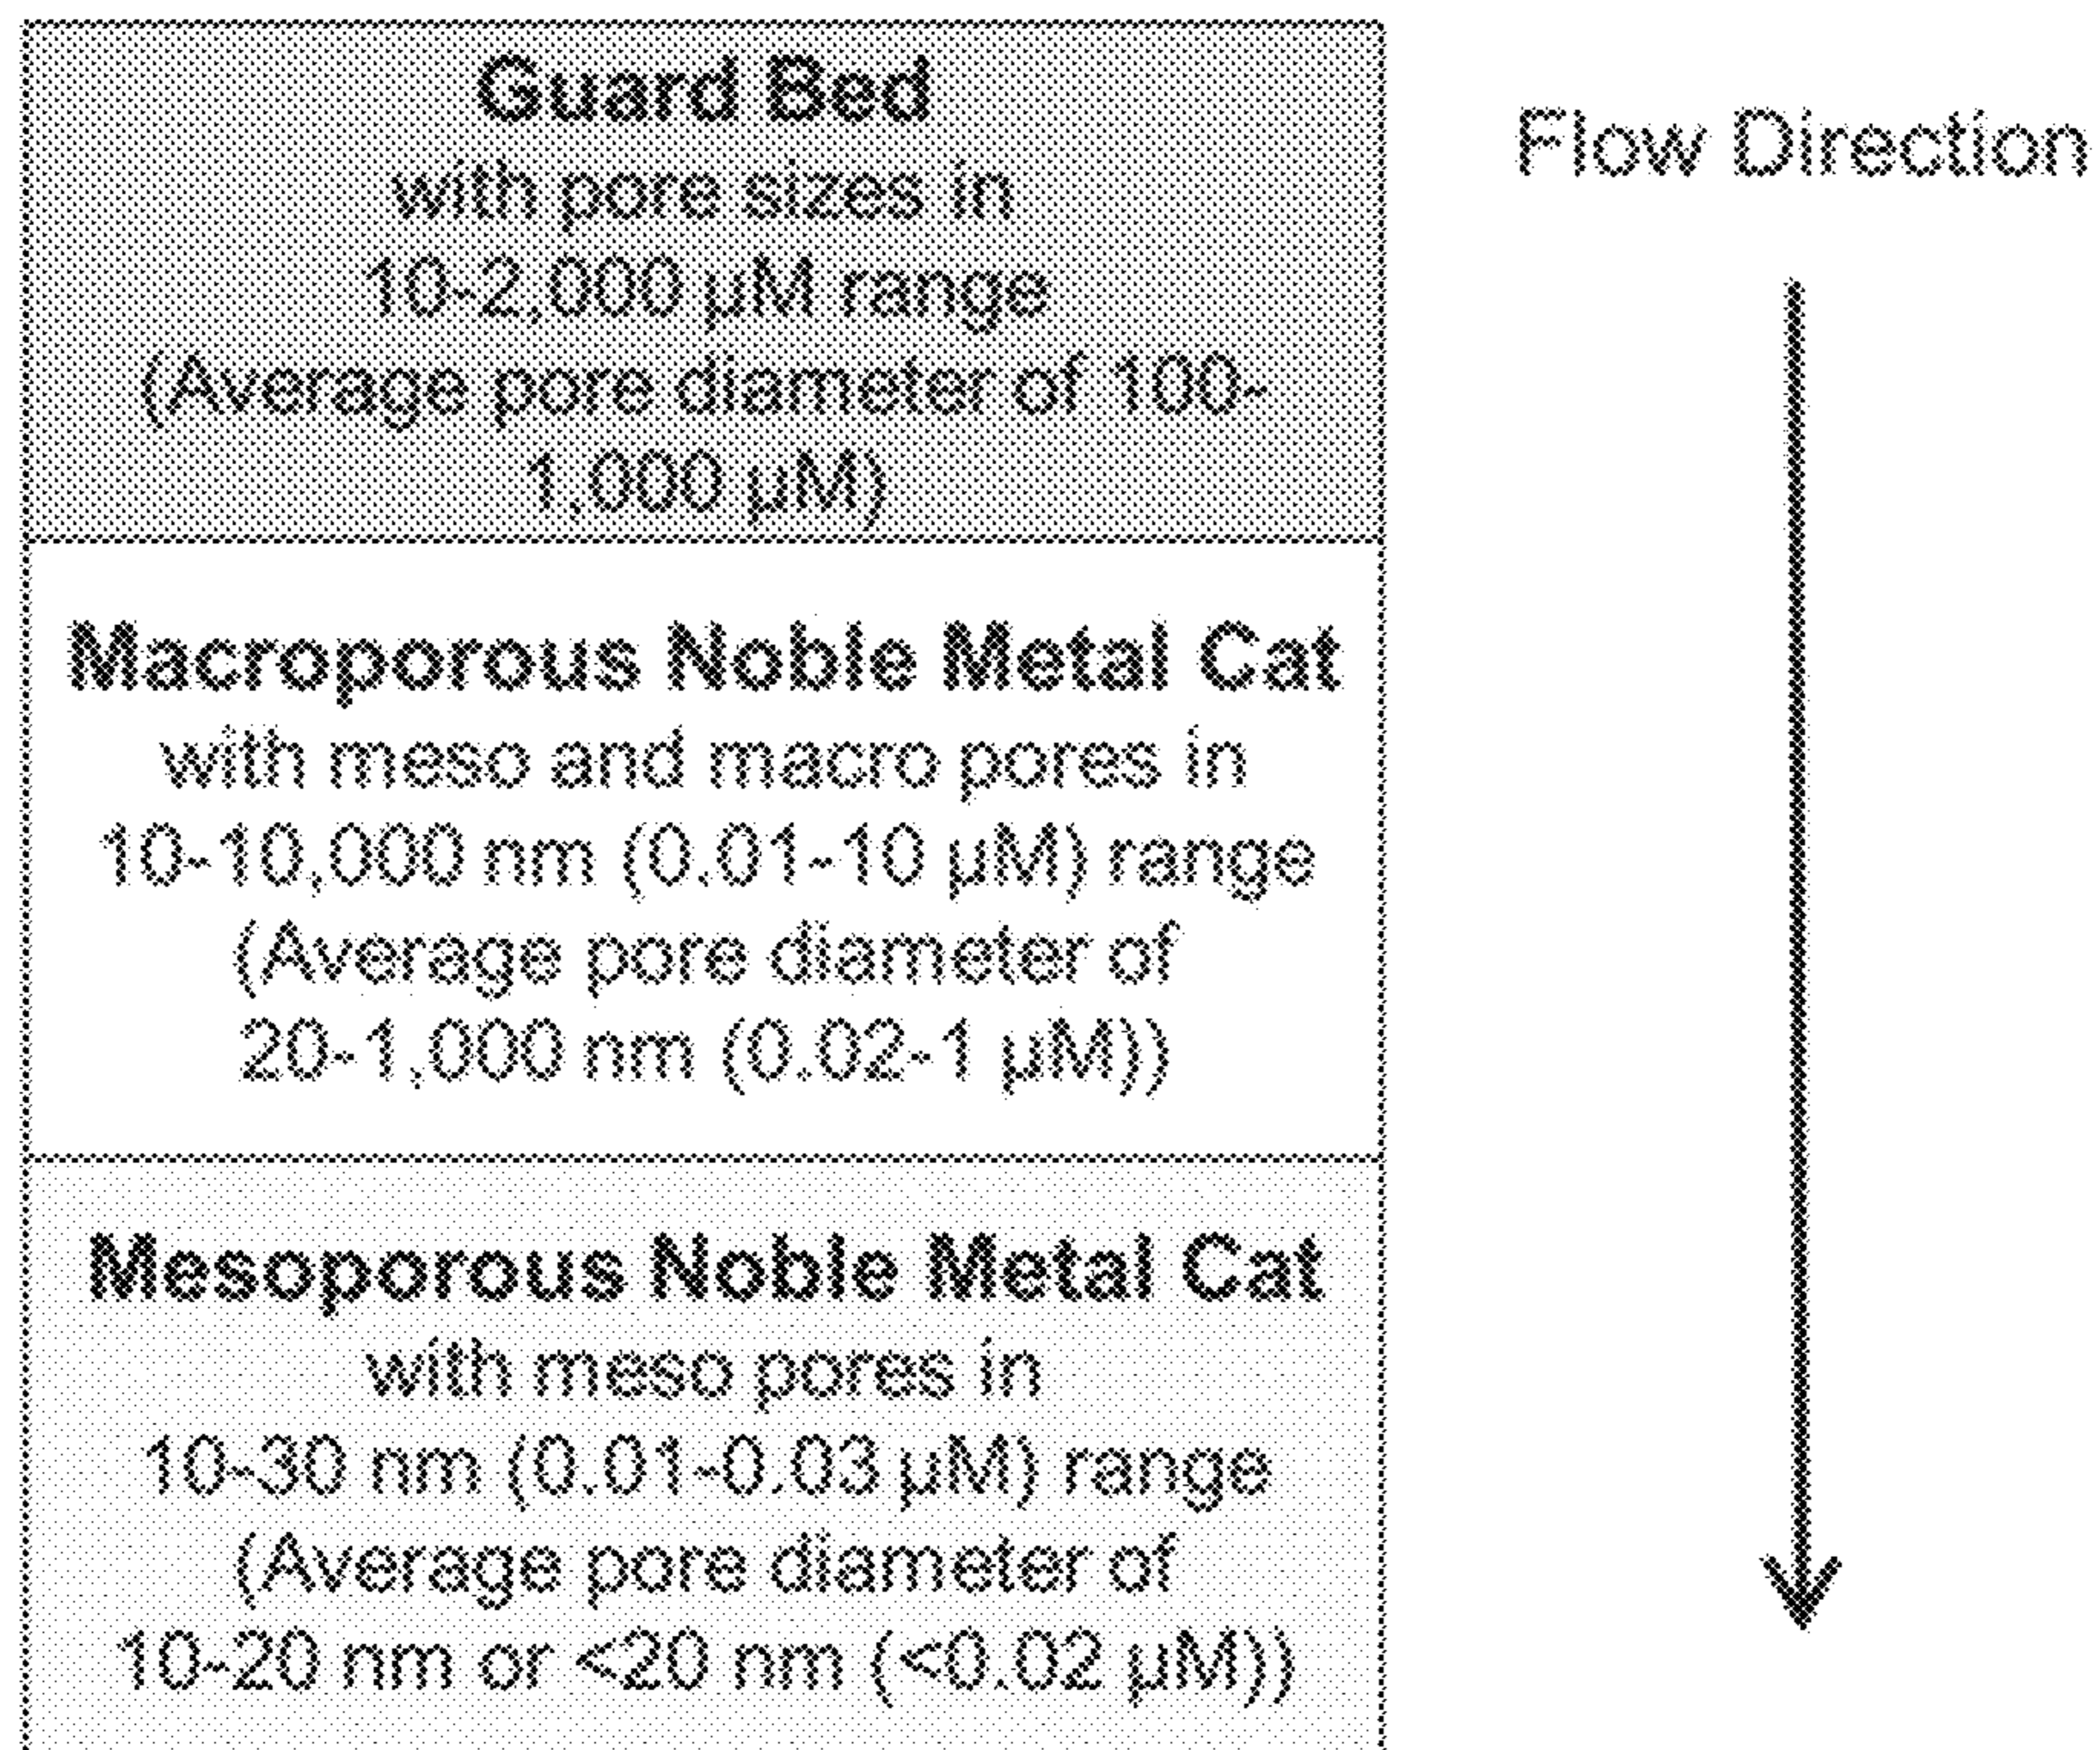 Guard Bed
with pore sizes in
10-2,000 µM range
(Average pore diameter of 100-
1,000 µM)
Flow Direction
Macroporous Noble Metal Cat
with meso and macro pores in
10-10,000 nm (0.01-10 µM) range
(Average pore diameter of
20-1,000 nm (0.02-1 µM))
Mesoporous Noble Metal Cat
with meso pores in
10-30 nm (0.01-0.03 µM) range
(Average pore diameter of
10-20 nm or <20 nm (<0.02 µM))